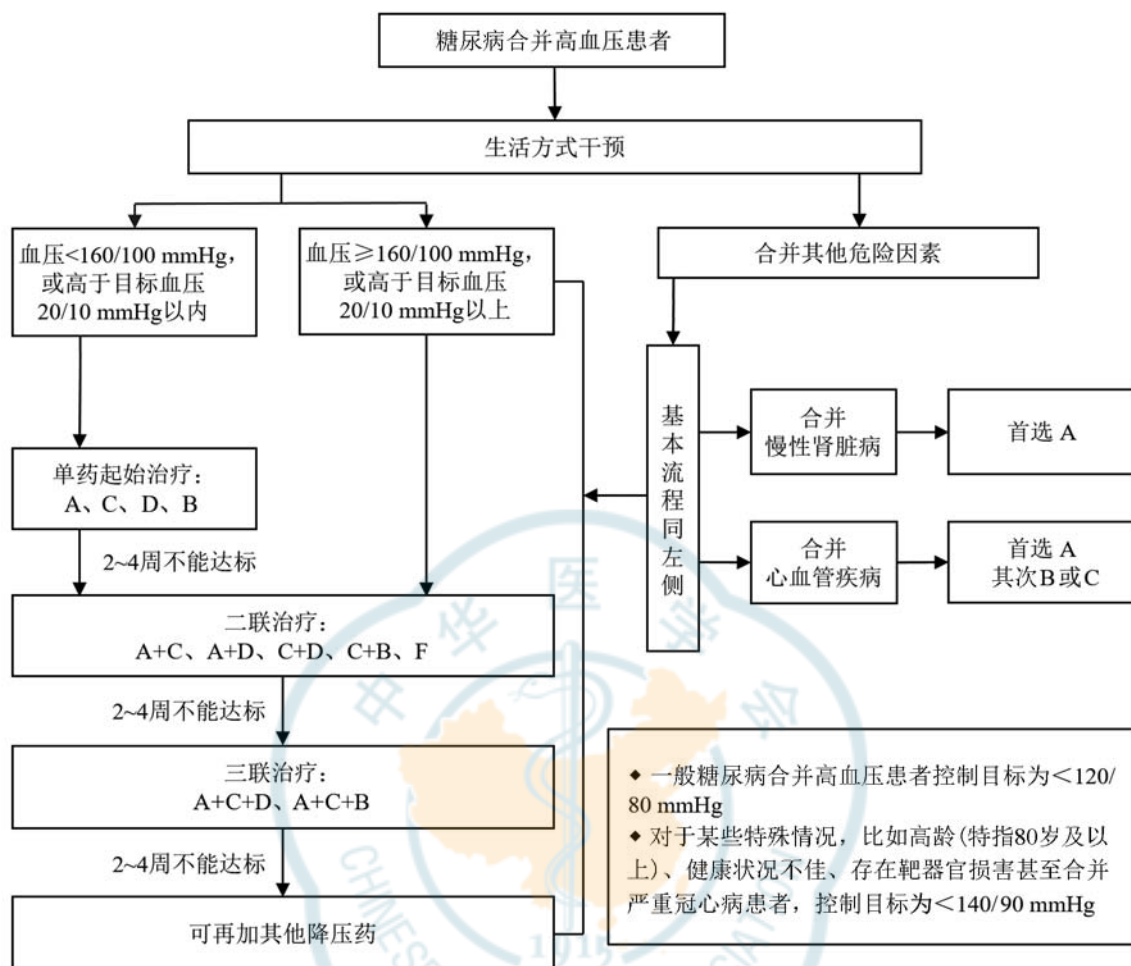 糖尿病合并高血压患者
生活方式干预
血压<160/100 mmHg,
或高于目标血压
20/10 mmHg以内
血压≥160/100 mmHg,
或高于目标血压
20/10 mmHg以上
合并其他危险因素
单药起始治疗：
A、C、D、B
2~4周不能达标
二联治疗：
A+C、A+D、C+D、C+B、F
2~4周不能达标
三联治疗：
A+C+D、A+C+B
2~4周不能达标
可再加其他降压药
基
本
流
程
同
左
侧
合并
慢性肾脏病
首选 A
合并
心血管疾病
首选 A
其次B或C
◆ 一般糖尿病合并高血压患者控制目标为＜120/
80 mmHg
◆ 对于某些特殊情况，比如高龄(特指80岁及以
上)、健康状况不佳、存在靶器官损害甚至合并
严重冠心病患者，控制目标为＜140/90 mmHg
中华医学会
CHINESE
1915